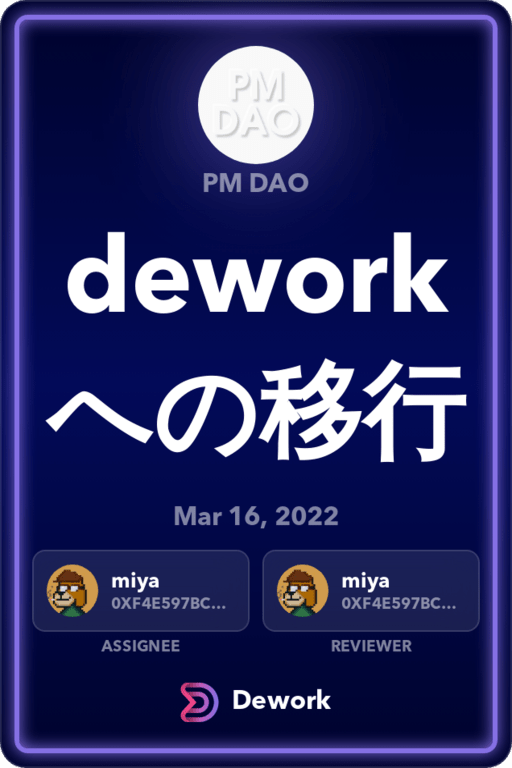 PM
DAO
PM DAO
dework
への移行
Mar 16, 2022
miya
0XF4E597BC...
miya
0XF4E597BC...
ASSIGNEE
REVIEWER
Dework